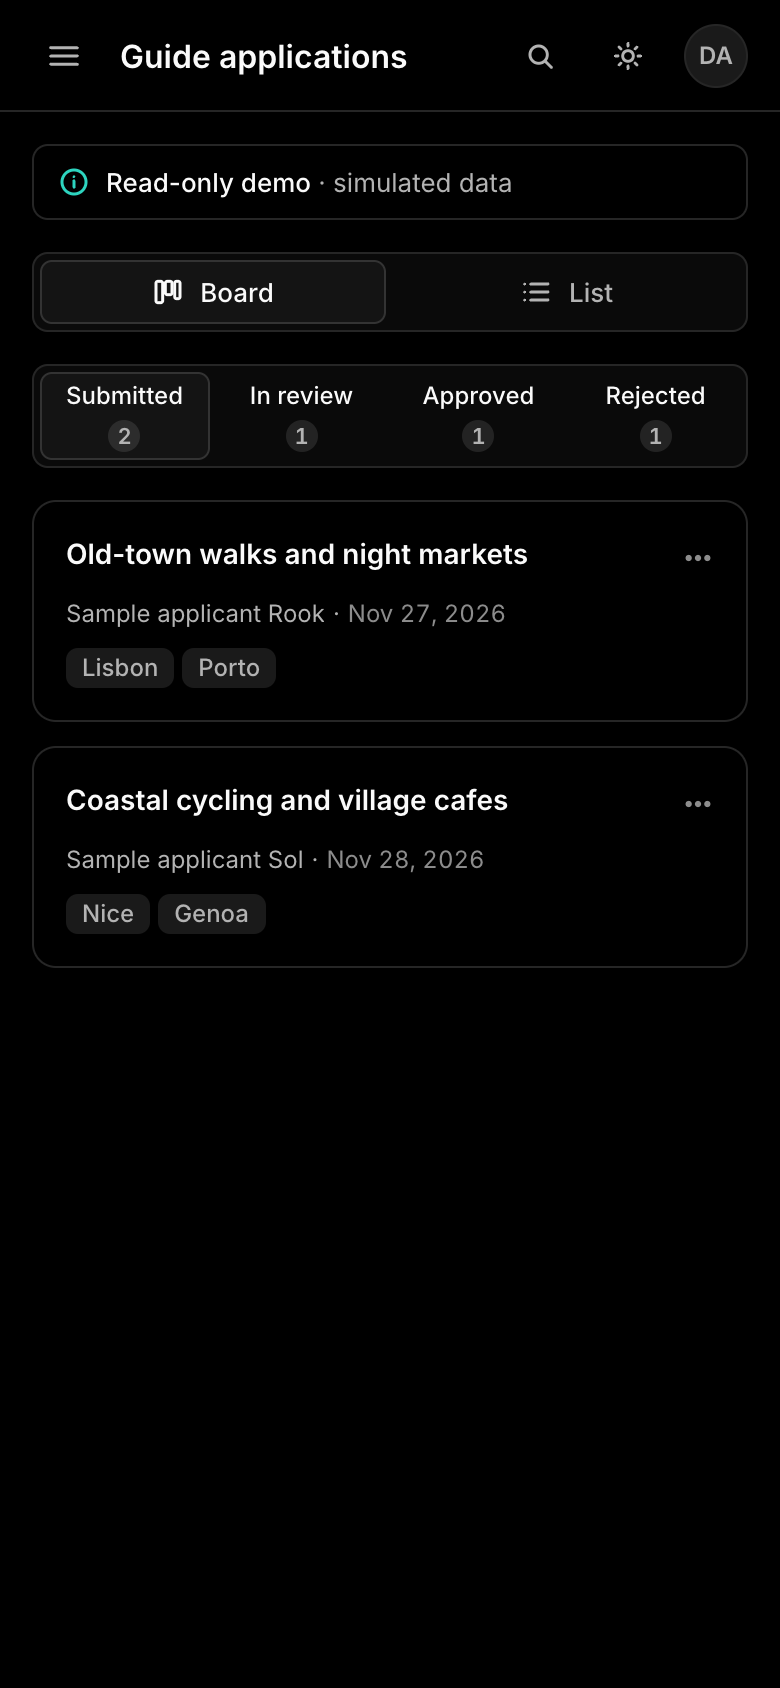 Guide applications
DA
Read-only demo · simulated data
Board
List
Submitted
2
In review
1
Approved
1
Rejected
1
Old-town walks and night markets
Sample applicant Rook · Nov 27, 2026
Lisbon
Porto
Coastal cycling and village cafes
Sample applicant Sol · Nov 28, 2026
Nice
Genoa